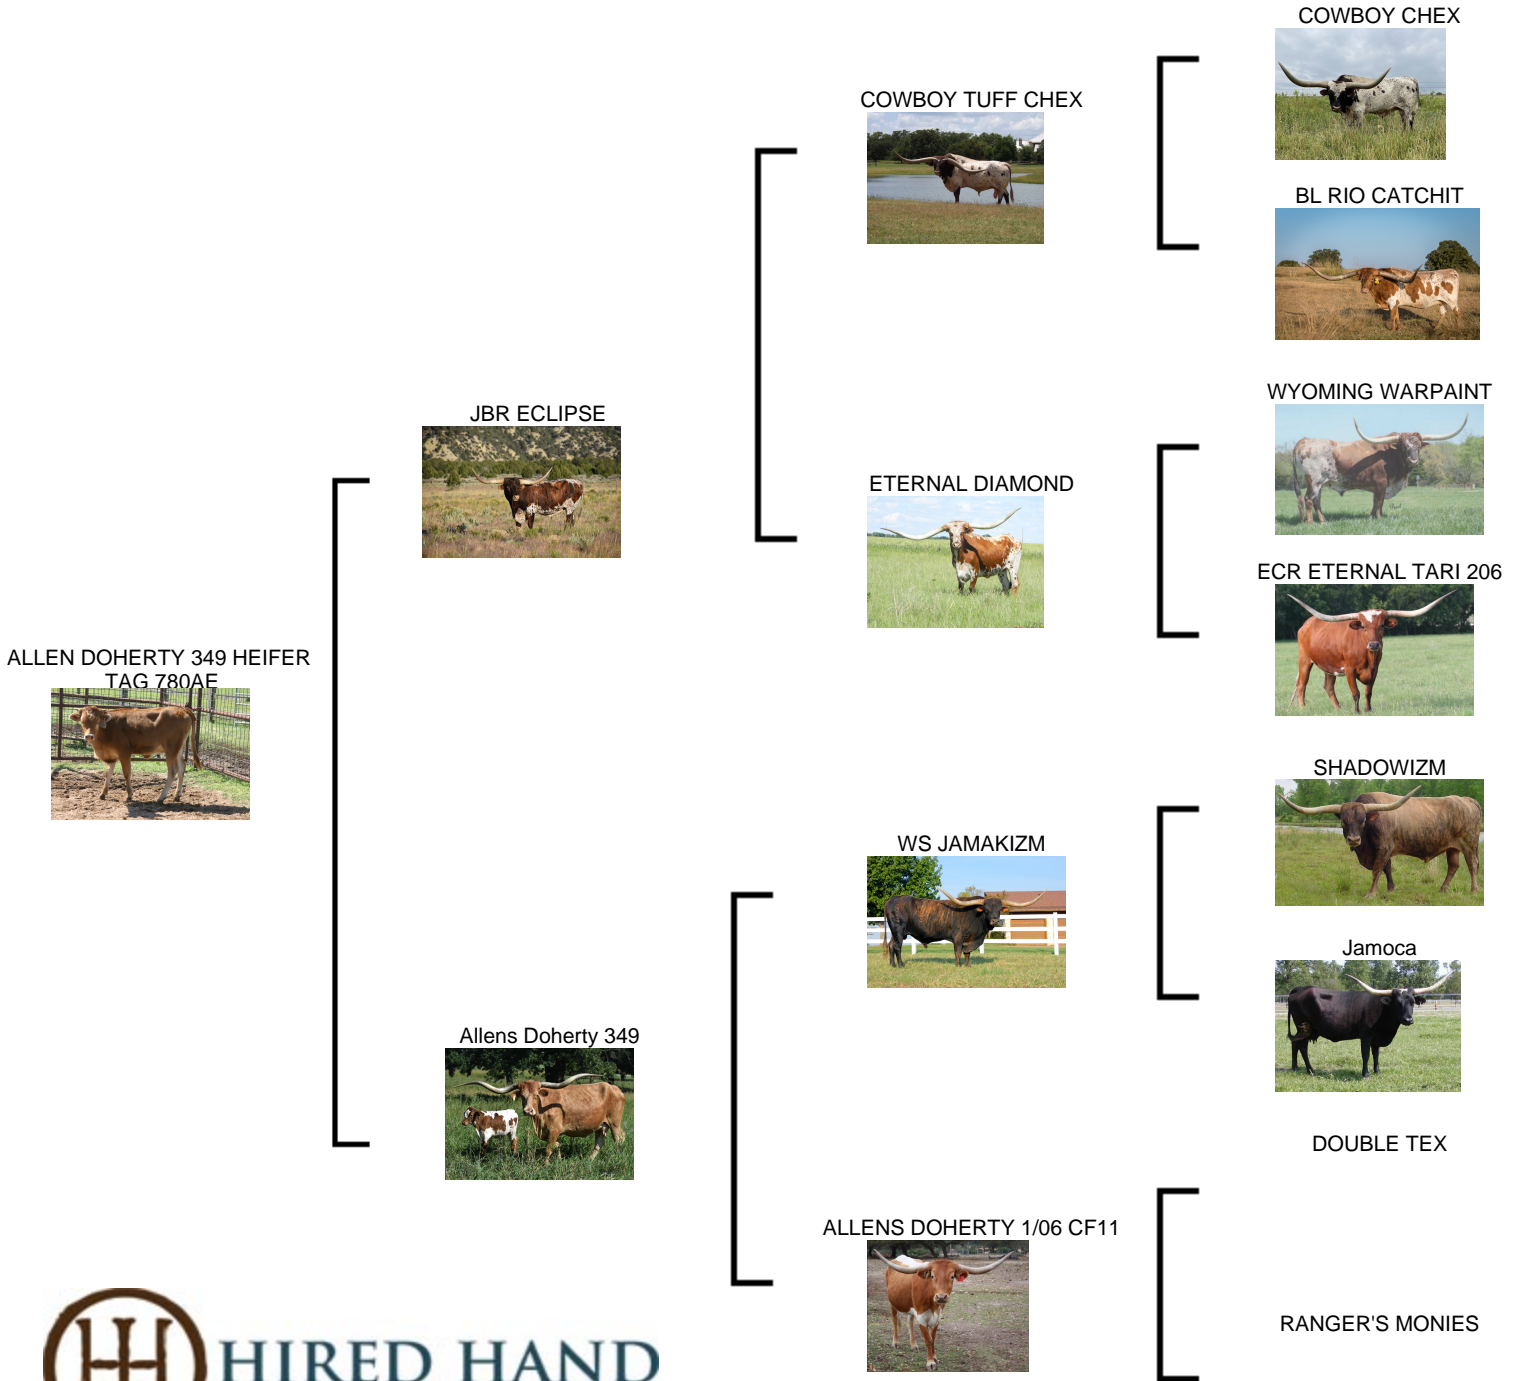 COWBOY CHEX
COWBOY TUFF CHEX
BL RIO CATCHIT
JBR ECLIPSE
WYOMING WARPAINT
ETERNAL DIAMOND
ECR ETERNAL TARI 206
ALLEN DOHERTY 349 HEIFER
TAG 780AE
SHADOWIZM
WS JAMAKIZM
Jamoca
Allens Doherty 349
DOUBLE TEX
ALLENS DOHERTY 1/06 CF11
RANGER'S MONIES
HIRED HAND